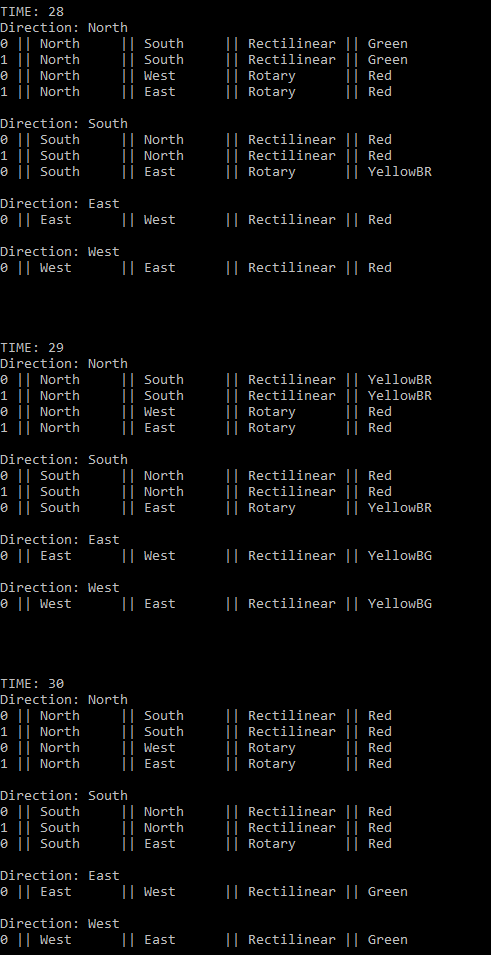 TIME: 28
Direction: North
0 || North || South || Rectilinear || Green
1 || North || South || Rectilinear || Green
0 || North || West || Rotary || Red
1 || North || East || Rotary || Red
Direction: South
0 || South || North || Rectilinear || Red
1 || South || North || Rectilinear || Red
0 || South || East || Rotary || YellowBR
Direction: East
0 || East || West || Rectilinear || Red
Direction: West
0 || West || East || Rectilinear || Red
TIME: 29
Direction: North
0 || North || South || Rectilinear || YellowBR
1 || North || South || Rectilinear || YellowBR
0 || North || West || Rotary || Red
1 || North || East || Rotary || Red
Direction: South
0 || South || North || Rectilinear || Red
1 || South || North || Rectilinear || Red
0 || South || East || Rotary || YellowBR
Direction: East
0 || East || West || Rectilinear || YellowBG
Direction: West
0 || West || East || Rectilinear || YellowBG
TIME: 30
Direction: North
0 || North || South || Rectilinear || Red
1 || North || South || Rectilinear || Red
0 || North || West || Rotary || Red
1 || North || East || Rotary || Red
Direction: South
0 || South || North || Rectilinear || Red
1 || South || North || Rectilinear || Red
0 || South || East || Rotary || Red
Direction: East
0 || East || West || Rectilinear || Green
Direction: West
0 || West || East || Rectilinear || Green